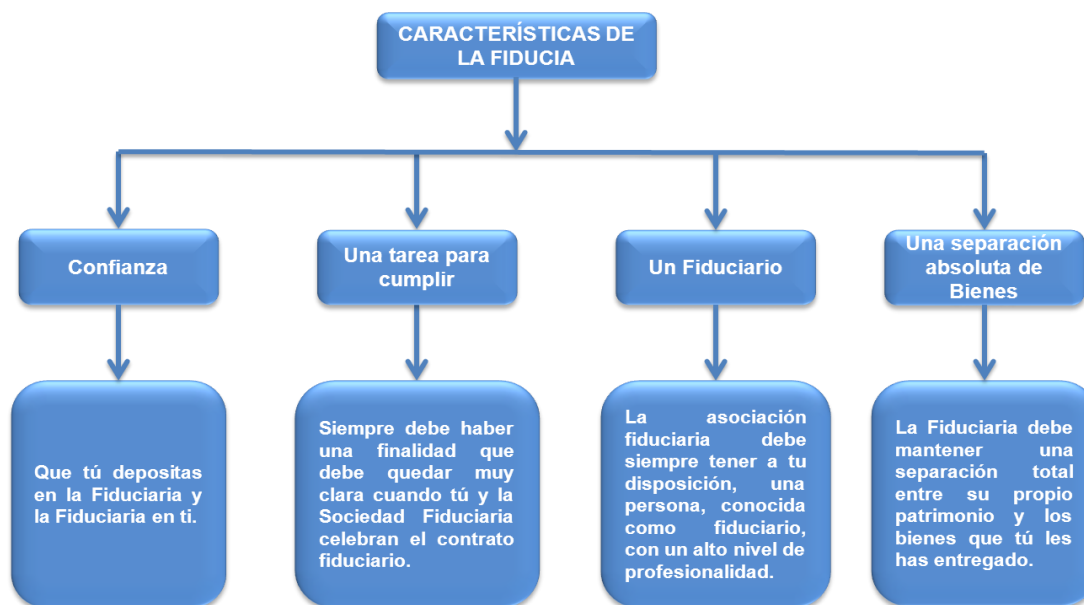 CARACTERÍSTICAS DE
LA FIDUCIA
Confianza
Una tarea para
cumplir
Un Fiduciario
Una separación
absoluta de
Bienes
Que tú depositas
en la Fiduciaria y
la Fiduciaria en ti.
Siempre debe haber
una finalidad que
debe quedar muy
clara cuando tú y la
Sociedad Fiduciaria
celebran el contrato
fiduciario.
La asociación
fiduciaria debe
siempre tener a tu
disposición, una
persona, conocida
como fiduciario,
con un alto nivel de
profesionalidad.
La Fiduciaria debe
mantener una
separación total
entre su propio
patrimonio y los
bienes que tú les
has entregado.